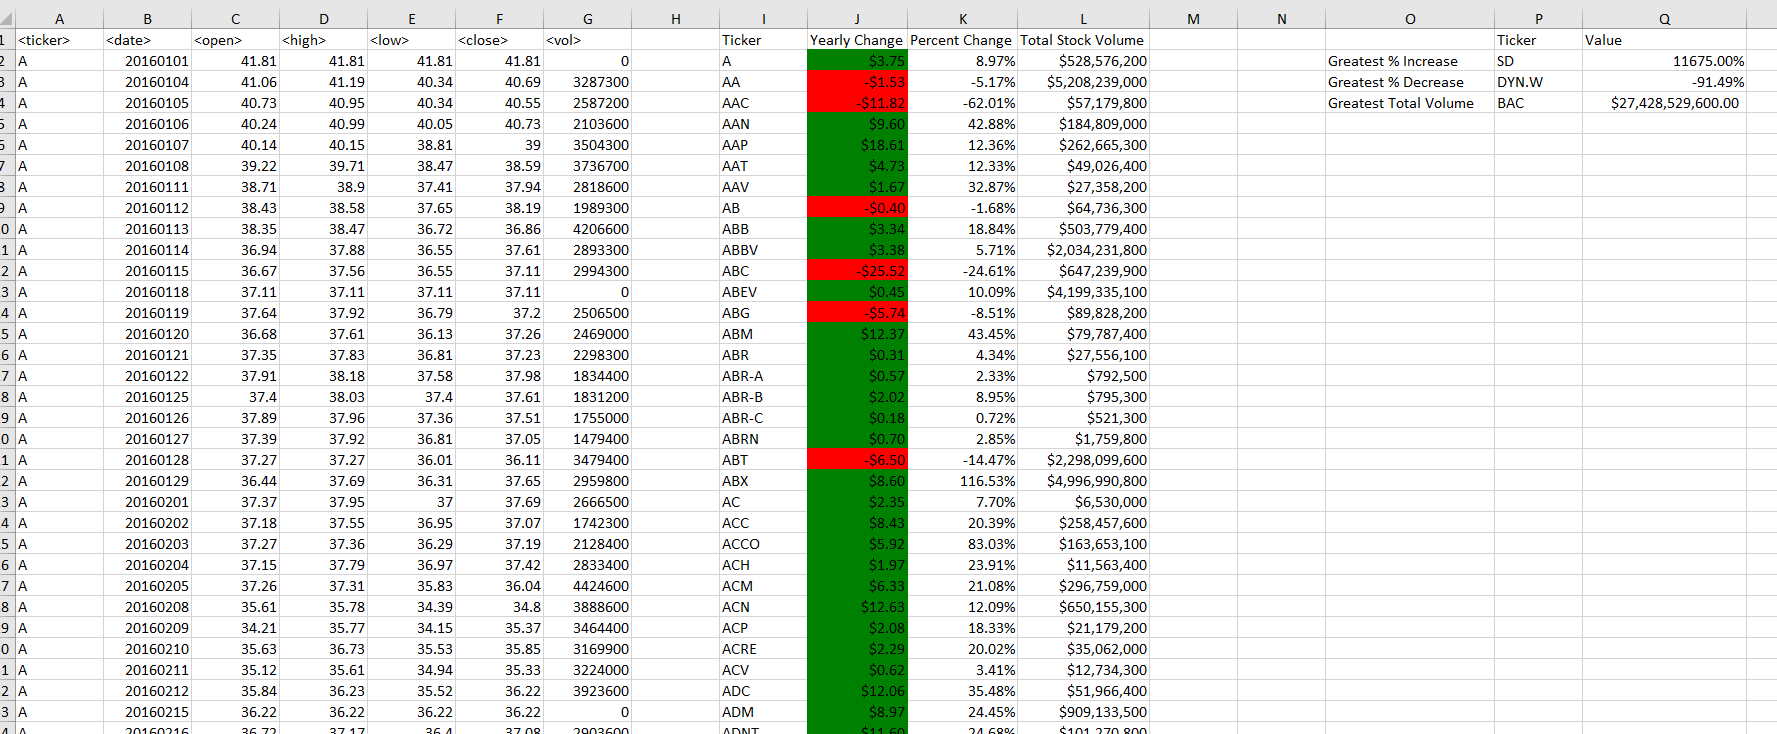 A B C D E F G H I J K L M N O P Q
1 <ticker> <date> <open> <high> <low> <close> <vol> Ticker Yearly Change Percent Change Total Stock Volume Ticker Value
2 A 20160101 41.81 41.81 41.81 41.81 0 A $3.75 8.97% $528,576,200 Greatest % Increase SD 11675.00%
3 A 20160104 41.06 41.19 40.34 40.69 3287300 AA -$1.53 -5.17% $5,208,239,000 Greatest % Decrease DYN.W -91.49%
4 A 20160105 40.73 40.95 40.34 40.55 2587200 AAC -$11.82 -62.01% $57,179,800 Greatest Total Volume BAC $27,428,529,600.00
5 A 20160106 40.24 40.99 40.05 40.73 2103600 AAN $9.60 42.88% $184,809,000
6 A 20160107 40.14 40.15 38.81 39 3504300 AAP $18.61 12.36% $262,665,300
7 A 20160108 39.22 39.71 38.47 38.59 3736700 AAT $4.73 12.33% $49,026,400
8 A 20160111 38.71 38.9 37.41 37.94 2818600 AAV $1.67 32.87% $27,358,200
9 A 20160112 38.43 38.58 37.65 38.19 1989300 AB -$0.40 -1.68% $64,736,300
0 A 20160113 38.35 38.47 36.72 36.86 4206600 ABB $3.34 18.84% $503,779,400
1 A 20160114 36.94 37.88 36.55 37.61 2893300 ABBV $3.38 5.71% $2,034,231,800
2 A 20160115 36.67 37.56 36.55 37.11 2994300 ABC -$25.52 -24.61% $647,239,900
3 A 20160118 37.11 37.11 37.11 37.11 0 ABEV $0.45 10.09% $4,199,335,100
4 A 20160119 37.64 37.92 36.79 37.2 2506500 ABG -$5.74 -8.51% $89,828,200
5 A 20160120 36.68 37.61 36.13 37.26 2469000 ABM $12.37 43.45% $79,787,400
6 A 20160121 37.35 37.83 36.81 37.23 2298300 ABR $0.31 4.34% $27,556,100
7 A 20160122 37.91 38.18 37.58 37.98 1834400 ABR-A $0.57 2.33% $792,500
8 A 20160125 37.4 38.03 37.4 37.61 1831200 ABR-B $2.02 8.95% $795,300
9 A 20160126 37.89 37.96 37.36 37.51 1755000 ABR-C $0.18 0.72% $521,300
0 A 20160127 37.39 37.92 36.81 37.05 1479400 ABRN $0.70 2.85% $1,759,800
1 A 20160128 37.27 37.27 36.01 36.11 3479400 ABT -$6.50 -14.47% $2,298,099,600
2 A 20160129 36.44 37.69 36.31 37.65 2959800 ABX $8.60 116.53% $4,996,990,800
3 A 20160201 37.37 37.95 37 37.69 2666500 AC $2.35 7.70% $6,530,000
4 A 20160202 37.18 37.55 36.95 37.07 1742300 ACC $8.43 20.39% $258,457,600
5 A 20160203 37.27 37.36 36.29 37.19 2128400 ACCO $5.92 83.03% $163,653,100
6 A 20160204 37.15 37.79 36.97 37.42 2833400 ACH $1.97 23.91% $11,563,400
7 A 20160205 37.26 37.31 35.83 36.04 4424600 ACM $6.33 21.08% $296,759,000
8 A 20160208 35.61 35.78 34.39 34.8 3888600 ACN $12.63 12.09% $650,155,300
9 A 20160209 34.21 35.77 34.15 35.37 3464400 ACP $2.08 18.33% $21,179,200
0 A 20160210 35.63 36.73 35.53 35.85 3169900 ACRE $2.29 20.02% $35,062,000
1 A 20160211 35.12 35.61 34.94 35.33 3224000 ACV $0.62 3.41% $12,734,300
2 A 20160212 35.84 36.23 35.52 36.22 3923600 ADC $12.06 35.48% $51,966,400
3 A 20160215 36.22 36.22 36.22 36.22 0 ADM $8.97 24.45% $909,133,500
4 A 20160216 36.72 37.17 36.4 37.08 2903600 ADNT $11.60 24.68% $101,270,800